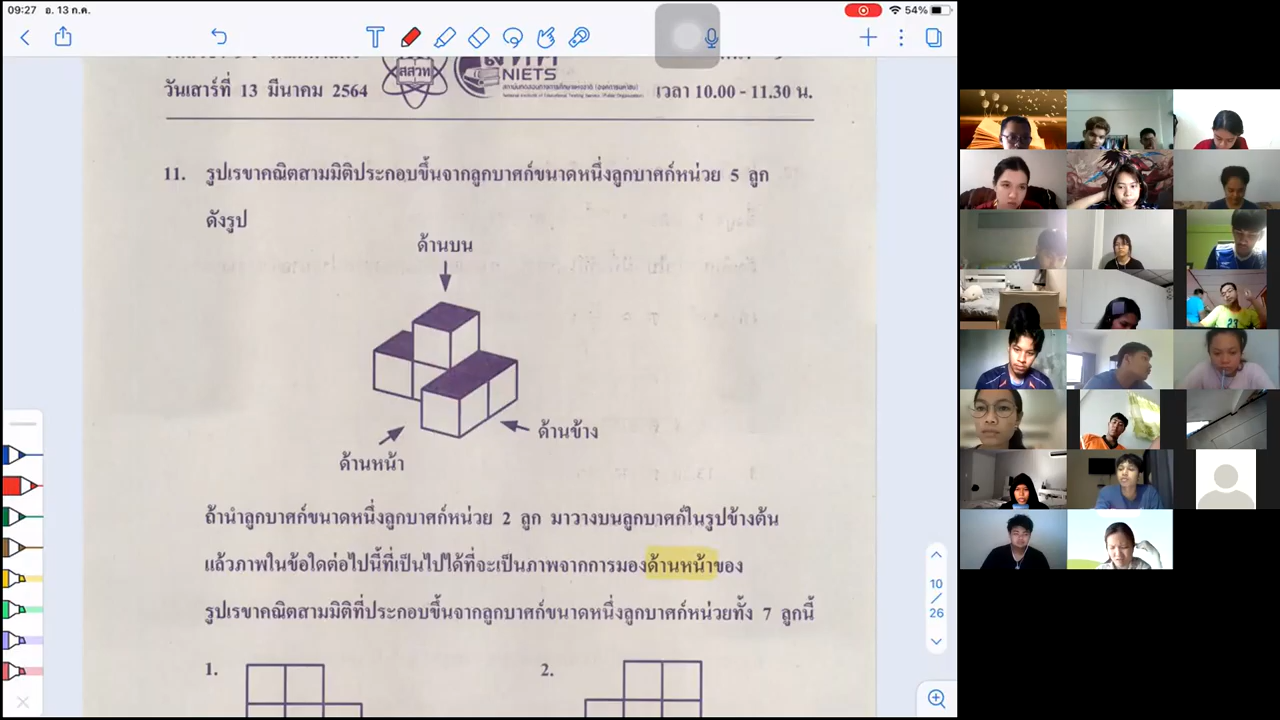 09:27 อ. 13 ก.ค.
54%
สสวท
NIETS
วันเสาร์ที่ 13 มีนาคม 2564
เวลา 10.00 - 11.30 น.
11. รูปเรขาคณิตสามมิติประกอบขึ้นจากลูกบาศก์ขนาดหนึ่งลูกบาศก์หน่วย 5 ลูก
ดังรูป
ด้านบน
ด้านข้าง
ด้านหน้า
ถ้านำลูกบาศก์ขนาดหนึ่งลูกบาศก์หน่วย 2 ลูก มาวางบนลูกบาศก์ในรูปข้างต้น
แล้วภาพในข้อใดต่อไปนี้ที่เป็นไปได้ที่จะเป็นภาพจากการมองด้านหน้าของ
รูปเรขาคณิตสามมิติที่ประกอบขึ้นจากลูกบาศก์ขนาดหนึ่งลูกบาศก์หน่วยทั้ง 7 ลูกนี้
1.
2.
10
/
26
23